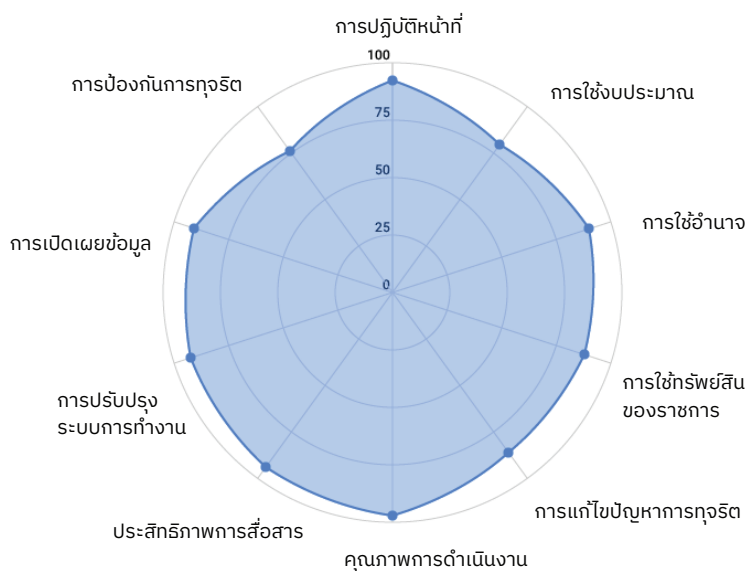 การปฏิบัติหน้าที่
100
การป้องกันการทุจริต
การใช้งบประมาณ
75
50
การใช้อำนาจ
การเปิดเผยข้อมูล
25
0
การใช้ทรัพย์สิน
ของราชการ
การปรับปรุง
ระบบการทำงาน
การแก้ไขปัญหาการทุจริต
ประสิทธิภาพการสื่อสาร
คุณภาพการดำเนินงาน